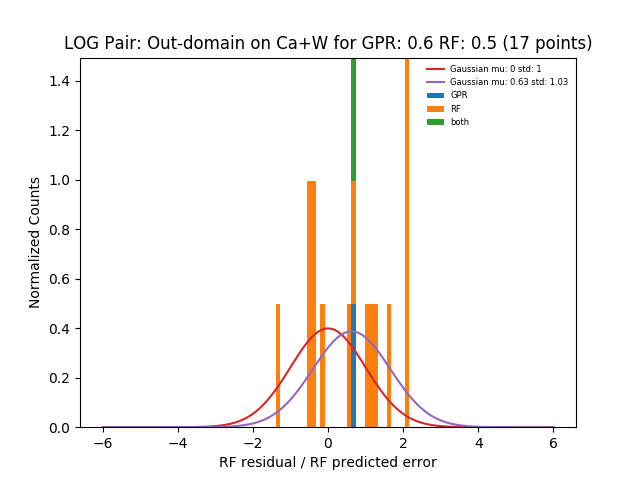 LOG Pair: Out-domain on Ca+W for GPR: 0.6 RF: 0.5 (17 points)
Gaussian mu: 0 std: 1
Gaussian mu: 0.63 std: 1.03
GPR
RF
both
Normalized Counts
1.4
1.2
1.0
0.8
0.6
0.4
0.2
0.0
−6 −4 −2 0 2 4 6
RF residual / RF predicted error